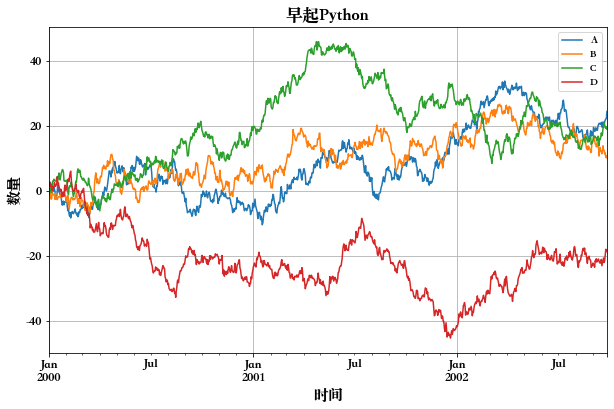 早起Python
A
B
C
D
数量
40
20
0
-20
-40
Jan
2000
Jul
Jan
2001
Jul
Jan
2002
Jul
时间